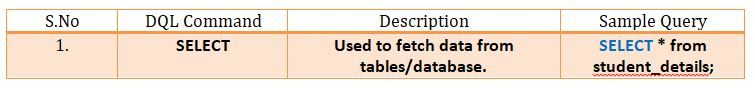 S.No DQL Command Description Sample Query
1. SELECT Used to fetch data from SELECT * from
tables/database. student_details;